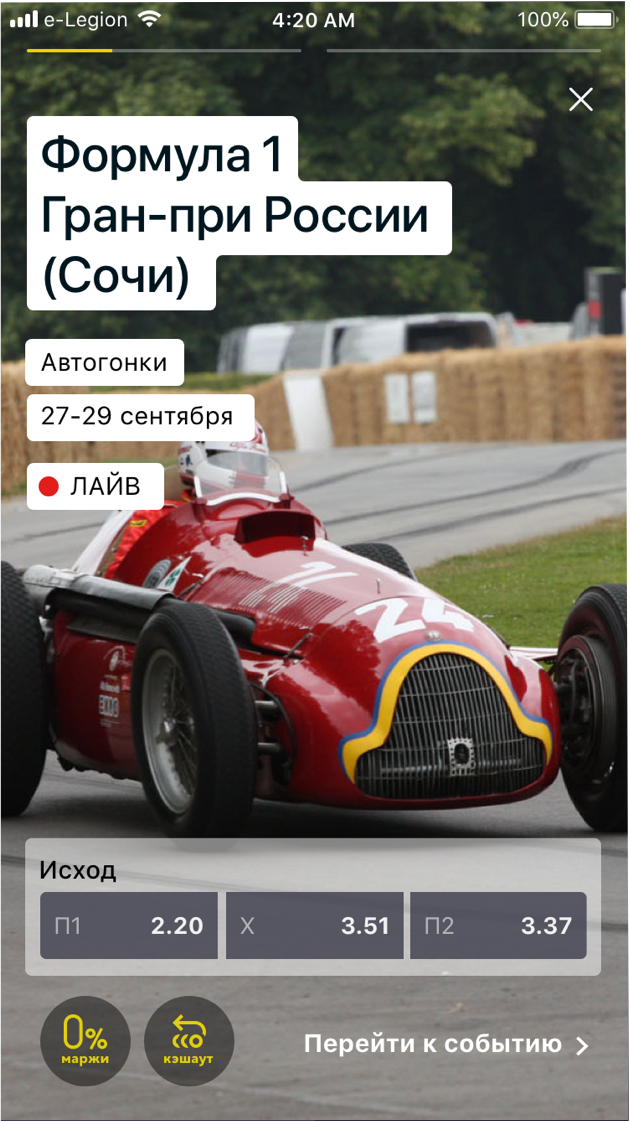 e-Legion 4:20 AM 100%
Формула 1
Гран-при России
(Сочи)
Автогонки
27-29 сентября
ЛАЙВ
24
Исход
П1 2.20 X 3.51 П2 3.37
0%
маржи
кэшаут
Перейти к событию